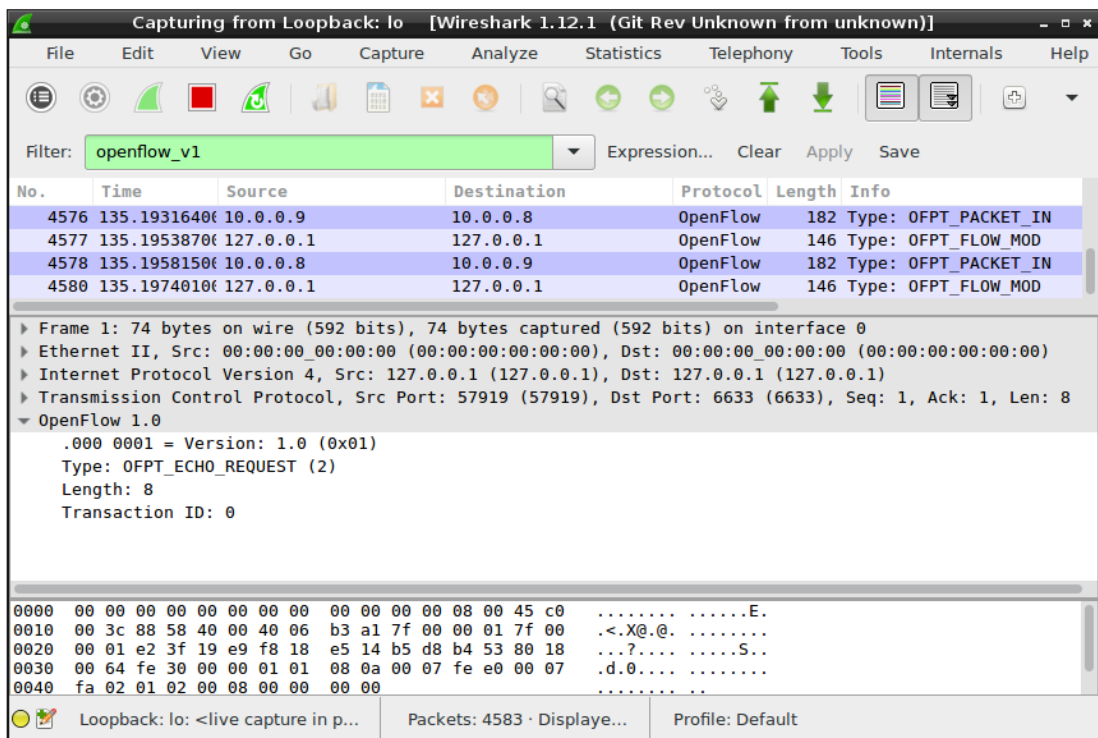 Capturing from Loopback: lo [Wireshark 1.12.1 (Git Rev Unknown from unknown)]
File Edit View Go Capture Analyze Statistics Telephony Tools Internals Help
Filter: openflow_v1 Expression... Clear Apply Save
No. Time Source Destination Protocol Length Info
4576 135.19316400 10.0.0.9 10.0.0.8 OpenFlow 182 Type: OFPT_PACKET_IN
4577 135.19538700 127.0.0.1 127.0.0.1 OpenFlow 146 Type: OFPT_FLOW_MOD
4578 135.19581500 10.0.0.8 10.0.0.9 OpenFlow 182 Type: OFPT_PACKET_IN
4580 135.19740100 127.0.0.1 127.0.0.1 OpenFlow 146 Type: OFPT_FLOW_MOD
Frame 1: 74 bytes on wire (592 bits), 74 bytes captured (592 bits) on interface 0
Ethernet II, Src: 00:00:00_00:00:00 (00:00:00:00:00:00), Dst: 00:00:00_00:00:00 (00:00:00:00:00:00)
Internet Protocol Version 4, Src: 127.0.0.1 (127.0.0.1), Dst: 127.0.0.1 (127.0.0.1)
Transmission Control Protocol, Src Port: 57919 (57919), Dst Port: 6633 (6633), Seq: 1, Ack: 1, Len: 8
OpenFlow 1.0
.000 0001 = Version: 1.0 (0x01)
Type: OFPT_ECHO_REQUEST (2)
Length: 8
Transaction ID: 0
0000 00 00 00 00 00 00 00 00 00 00 00 00 08 00 45 c0 ........ ......E.
0010 00 3c 88 58 40 00 40 06 b3 a1 7f 00 00 01 7f 00 .<.X@.@. ........
0020 00 01 e2 3f 19 e9 f8 18 e5 14 b5 d8 b4 53 80 18 ...?.... .....S..
0030 00 64 fe 30 00 00 01 01 08 0a 00 07 fe e0 00 07 .d.0.... ........
0040 fa 02 01 02 00 08 00 00 00 00 ........ ..
Loopback: lo: <live capture in p... Packets: 4583 · Displaye... Profile: Default